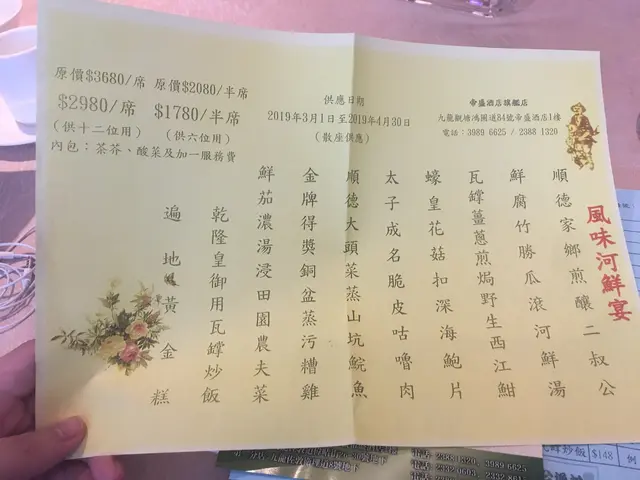 原價$3680/席 原價$2080/半席
$2980/席 $1780/半席
(供十二位用) (供六位用)
內包：茶芥、酸菜及加一服務費
供應日期
2019年3月1日至2019年4月30日
(散座供應)
帝盛酒店旗艦店
九龍觀塘鴻圖道84號帝盛酒店1樓
電話：3989 6625 / 2388 1320
風味河鮮宴
順德家鄉煎釀二叔公
鮮腐竹勝瓜滾河鮮湯
瓦罉薑蔥煎焗野生西江魽
蠔皇花菇扣深海鮑片
太子成名脆皮咕嚕肉
順德大頭菜蒸山坑鯇魚
金牌得獎銅盆蒸污糟雞
鮮茄濃湯浸田園農夫菜
乾隆皇御用瓦罉炒飯
遍地黃金糕
炒飯 $148 例